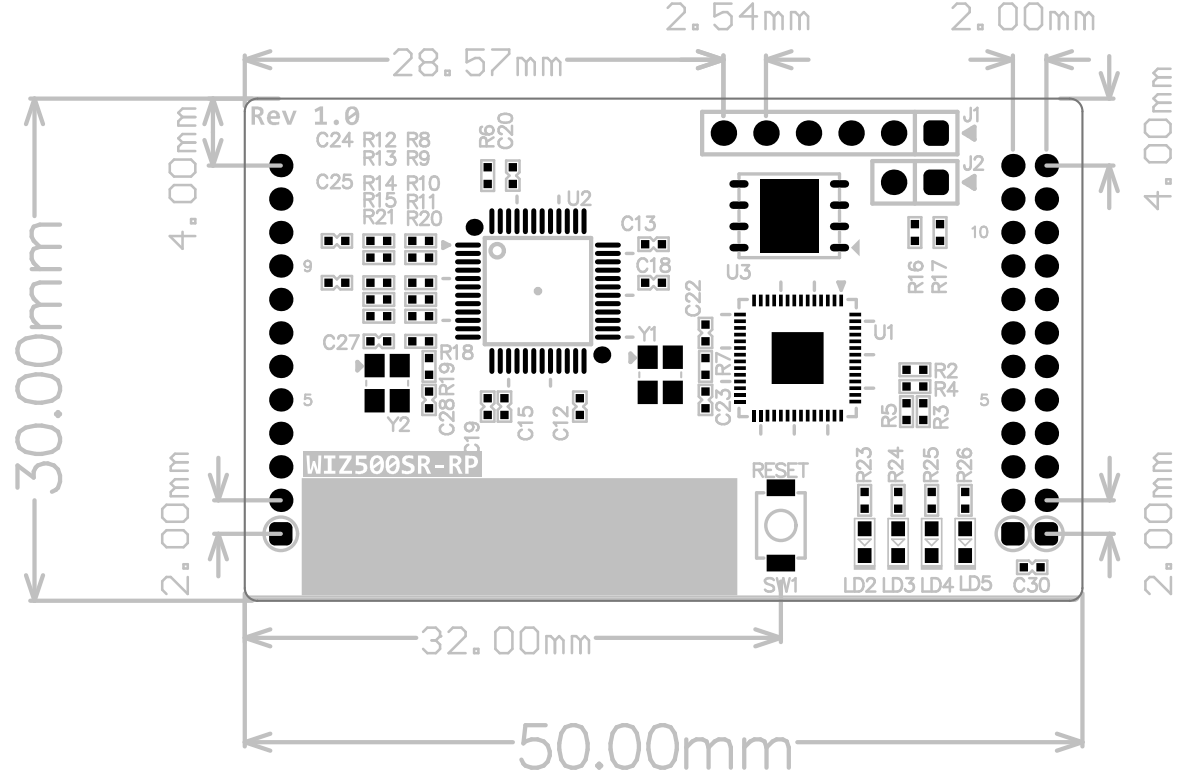 2.54mm
2.00mm
28.57mm
Rev 1.0
J1
C24 R12 R8
R13 R9
R6
C20
4.00mm
4.00mm
J2
C25 R14 R10
R15 R11
R21 R20
U2
C13
10
9
C18
U3
R16
R17
30.00mm
C22
Y1
U1
C27
R18
R7
R19
R2
R4
5
5
C28
C23
R5
R3
Y2
C19
C15
C12
WIZ500SR-RP
RESET
R23
R24
R25
R26
2.00mm
2.00mm
SW1
LD2 LD3 LD4 LD5
C30
32.00mm
50.00mm